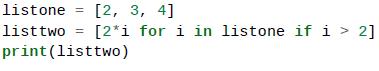 listone = [2, 3, 4]
listtwo = [2*i for i in listone if i > 2]
print(listtwo)